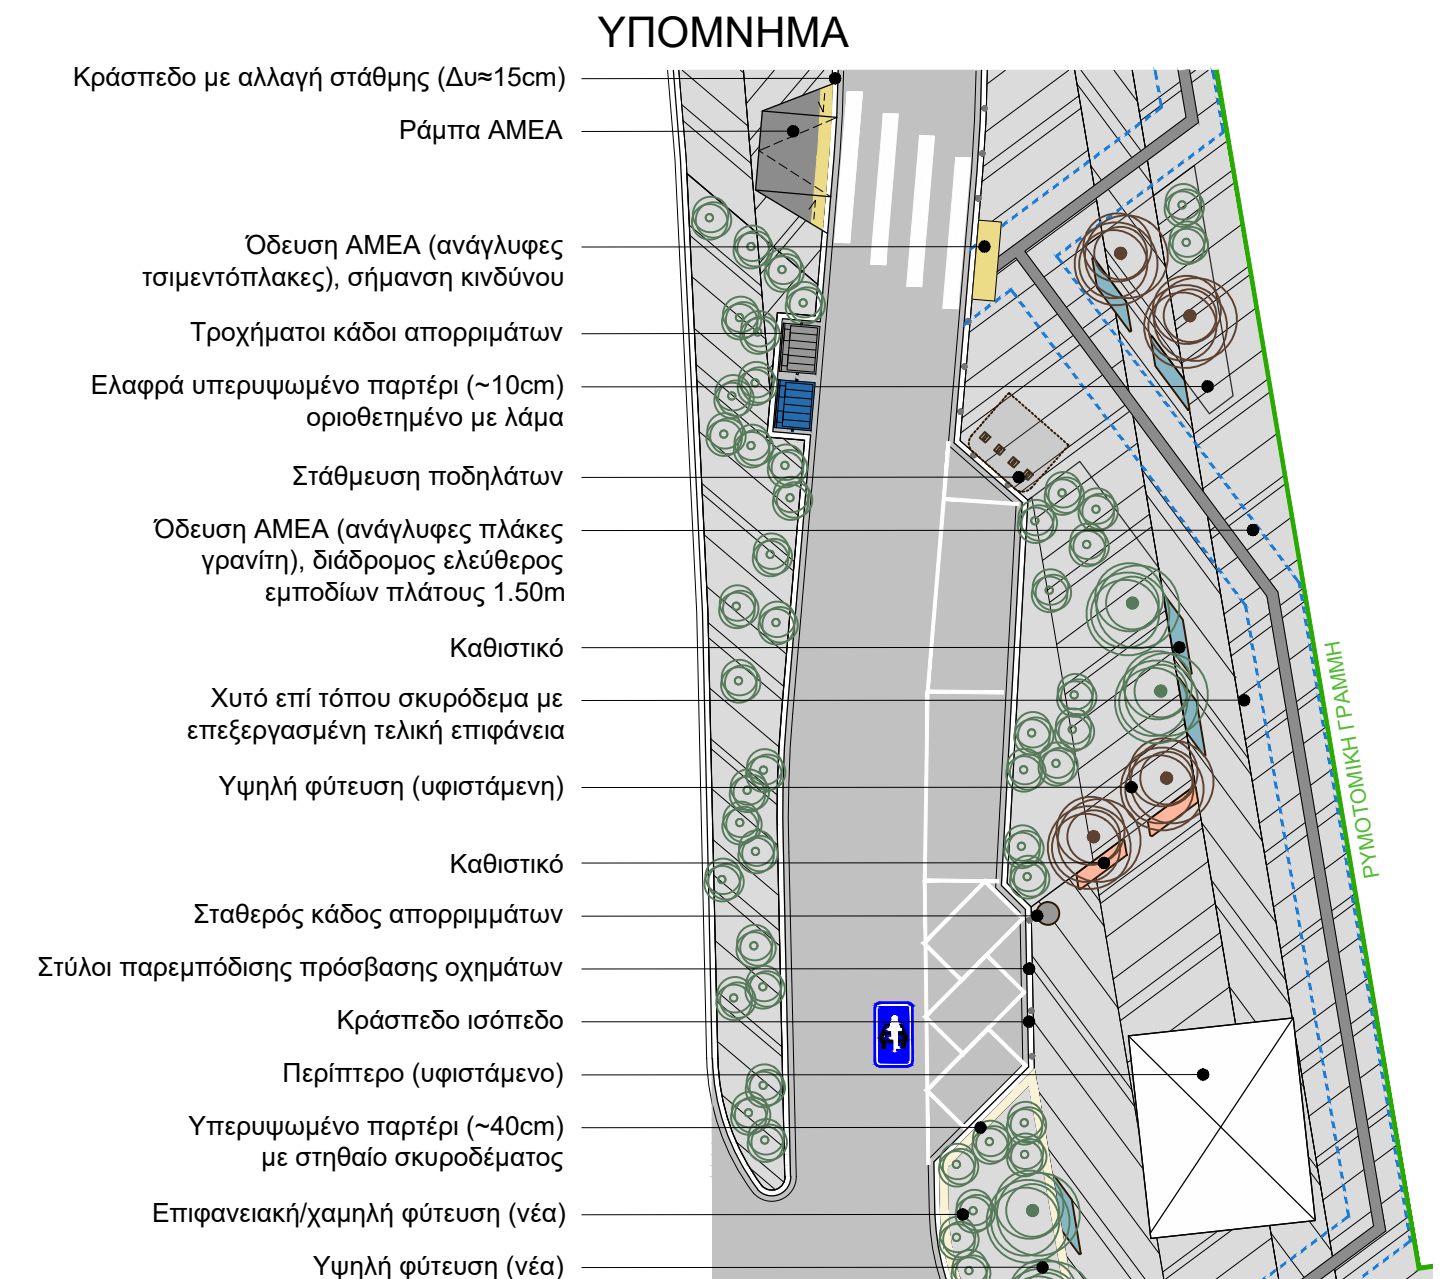 ΥΠΟΜΝΗΜΑ
Κράσπεδο με αλλαγή στάθμης (Δυ≈15cm)
Ράμπα ΑΜΕΑ
Όδευση ΑΜΕΑ (ανάγλυφες
τσιμεντόπλακες), σήμανση κινδύνου
Τροχήματοι κάδοι απορριμάτων
Ελαφρά υπερυψωμένο παρτέρι (~10cm)
οριοθετημένο με λάμα
Στάθμευση ποδηλάτων
Όδευση ΑΜΕΑ (ανάγλυφες πλάκες
γρανίτη), διάδρομος ελεύθερος
εμποδίων πλάτους 1.50m
Καθιστικό
Χυτό επί τόπου σκυρόδεμα με
επεξεργασμένη τελική επιφάνεια
Υψηλή φύτευση (υφιστάμενη)
Καθιστικό
Σταθερός κάδος απορριμμάτων
Στύλοι παρεμπόδισης πρόσβασης οχημάτων
Κράσπεδο ισόπεδο
Περίπτερο (υφιστάμενο)
Υπερυψωμένο παρτέρι (~40cm)
με στηθαίο σκυροδέματος
Επιφανειακή/χαμηλή φύτευση (νέα)
Υψηλή φύτευση (νέα)
ΡΥΜΟΤΟΜΙΚΗ ΓΡΑΜΜΗ